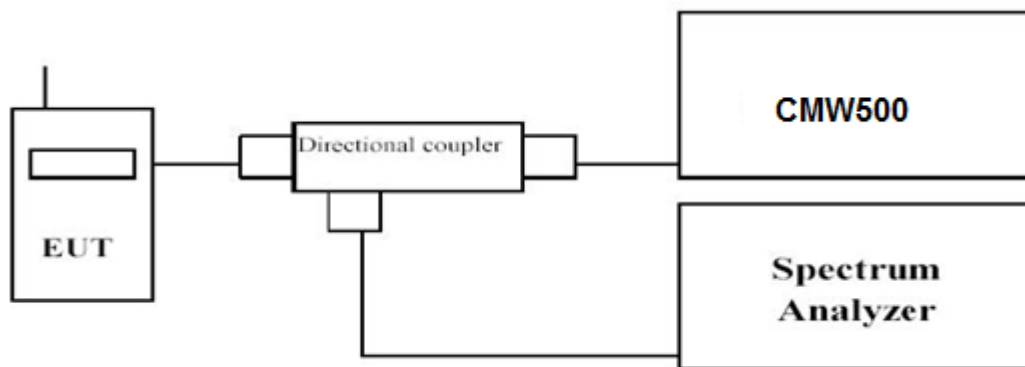 EUT
Directional coupler
CMW500
Spectrum
Analyzer